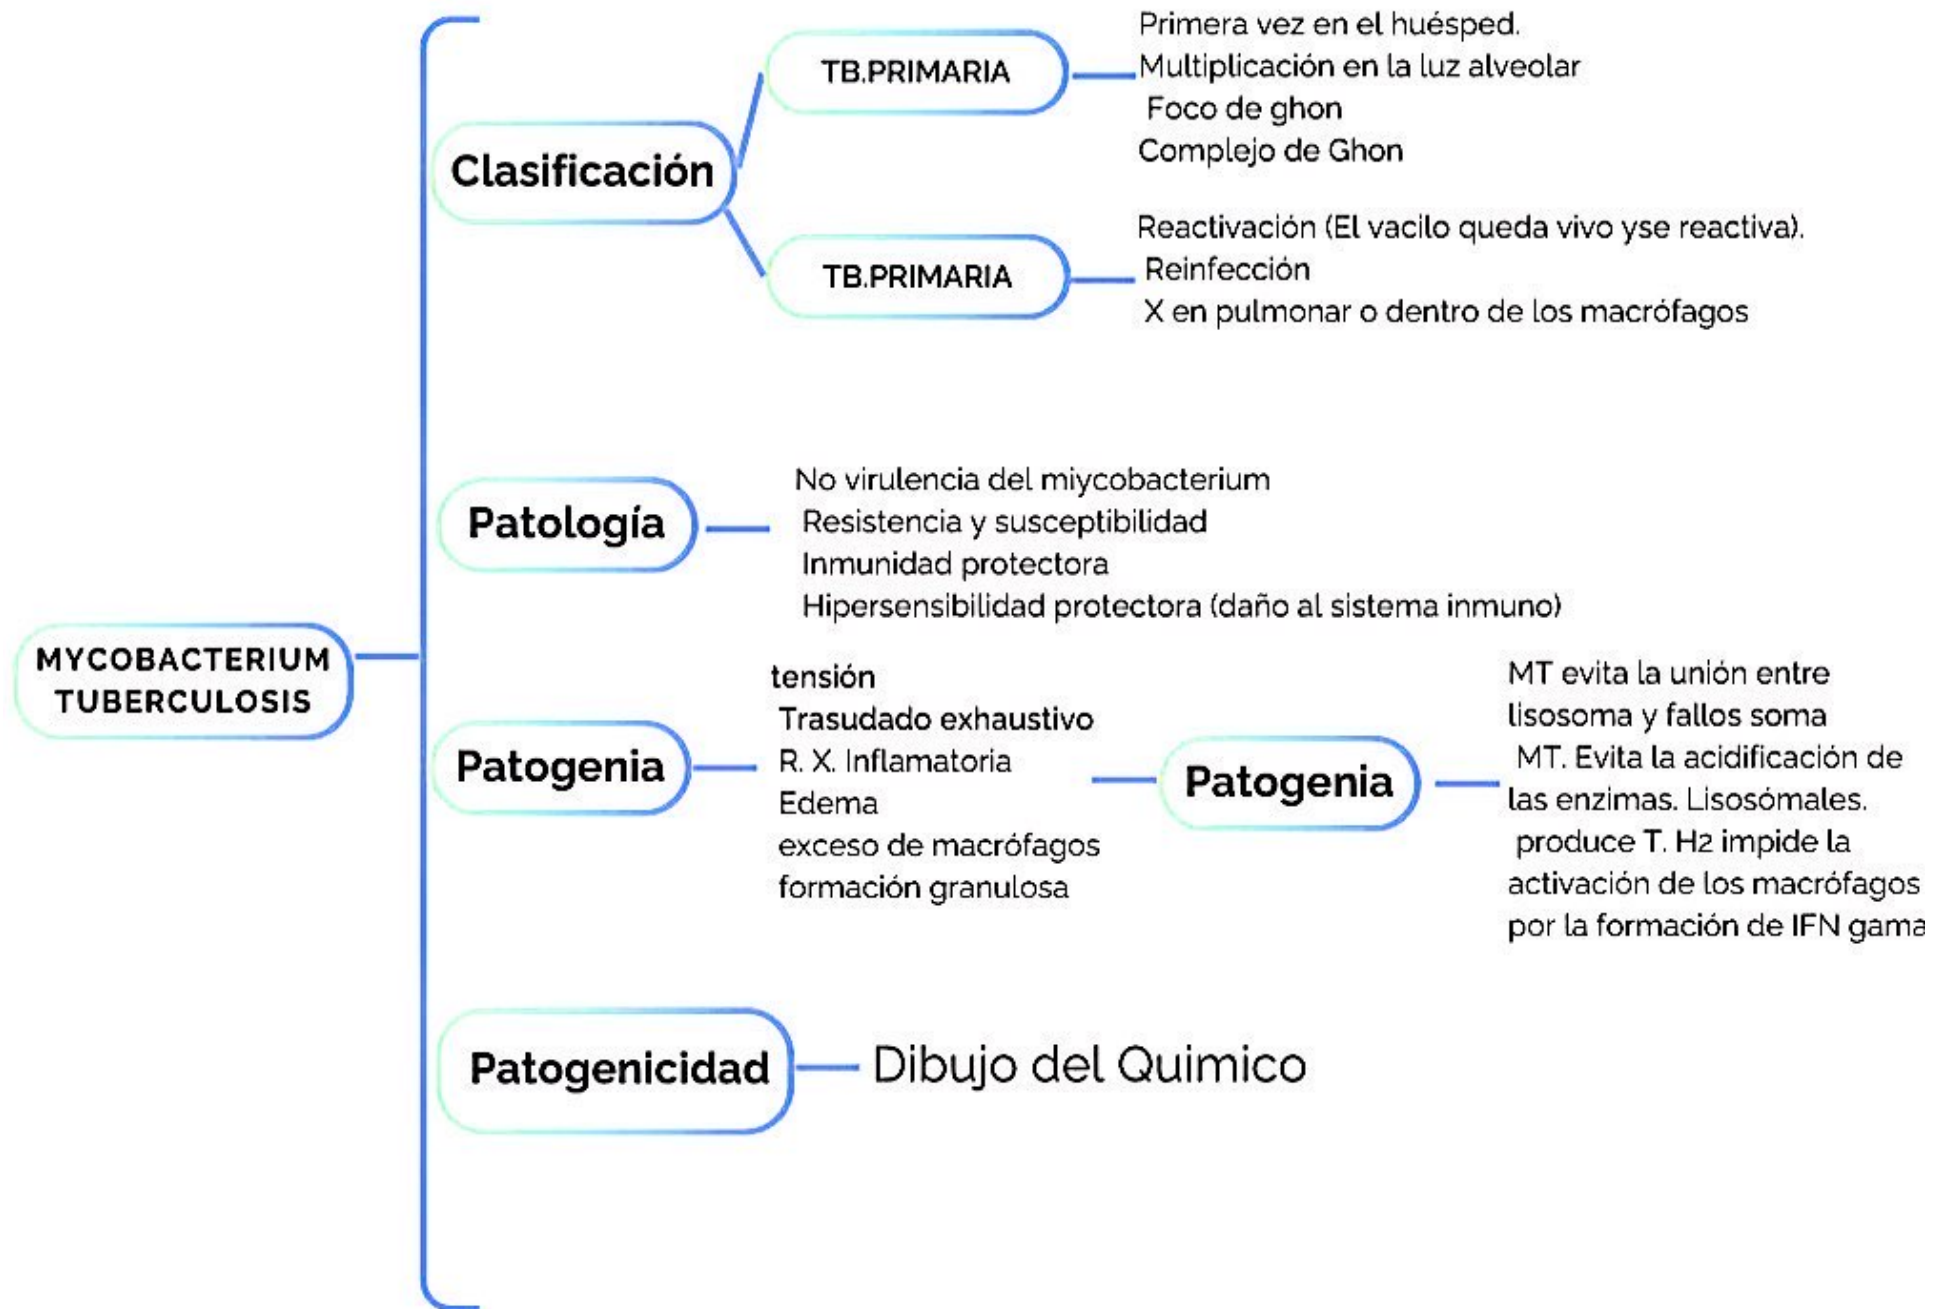 MYCOBACTERIUM
TUBERCULOSIS
Clasificación
TB.PRIMARIA
Primera vez en el huésped.
Multiplicación en la luz alveolar
Foco de ghon
Complejo de Ghon
TB.PRIMARIA
Reactivación (El vacilo queda vivo yse reactiva).
Reinfección
X en pulmonar o dentro de los macrófagos
Patología
No virulencia del miycobacterium
Resistencia y susceptibilidad
Inmunidad protectora
Hipersensibilidad protectora (daño al sistema inmuno)
Patogenia
tensión
Trasudado exhaustivo
R. X. Inflamatoria
Edema
exceso de macrófagos
formación granulosa
Patogenia
MT evita la unión entre
lisosoma y fallos soma
MT. Evita la acidificación de
las enzimas. Lisosómales.
produce T. H2 impide la
activación de los macrófagos
por la formación de IFN gama
Patogenicidad
Dibujo del Quimico